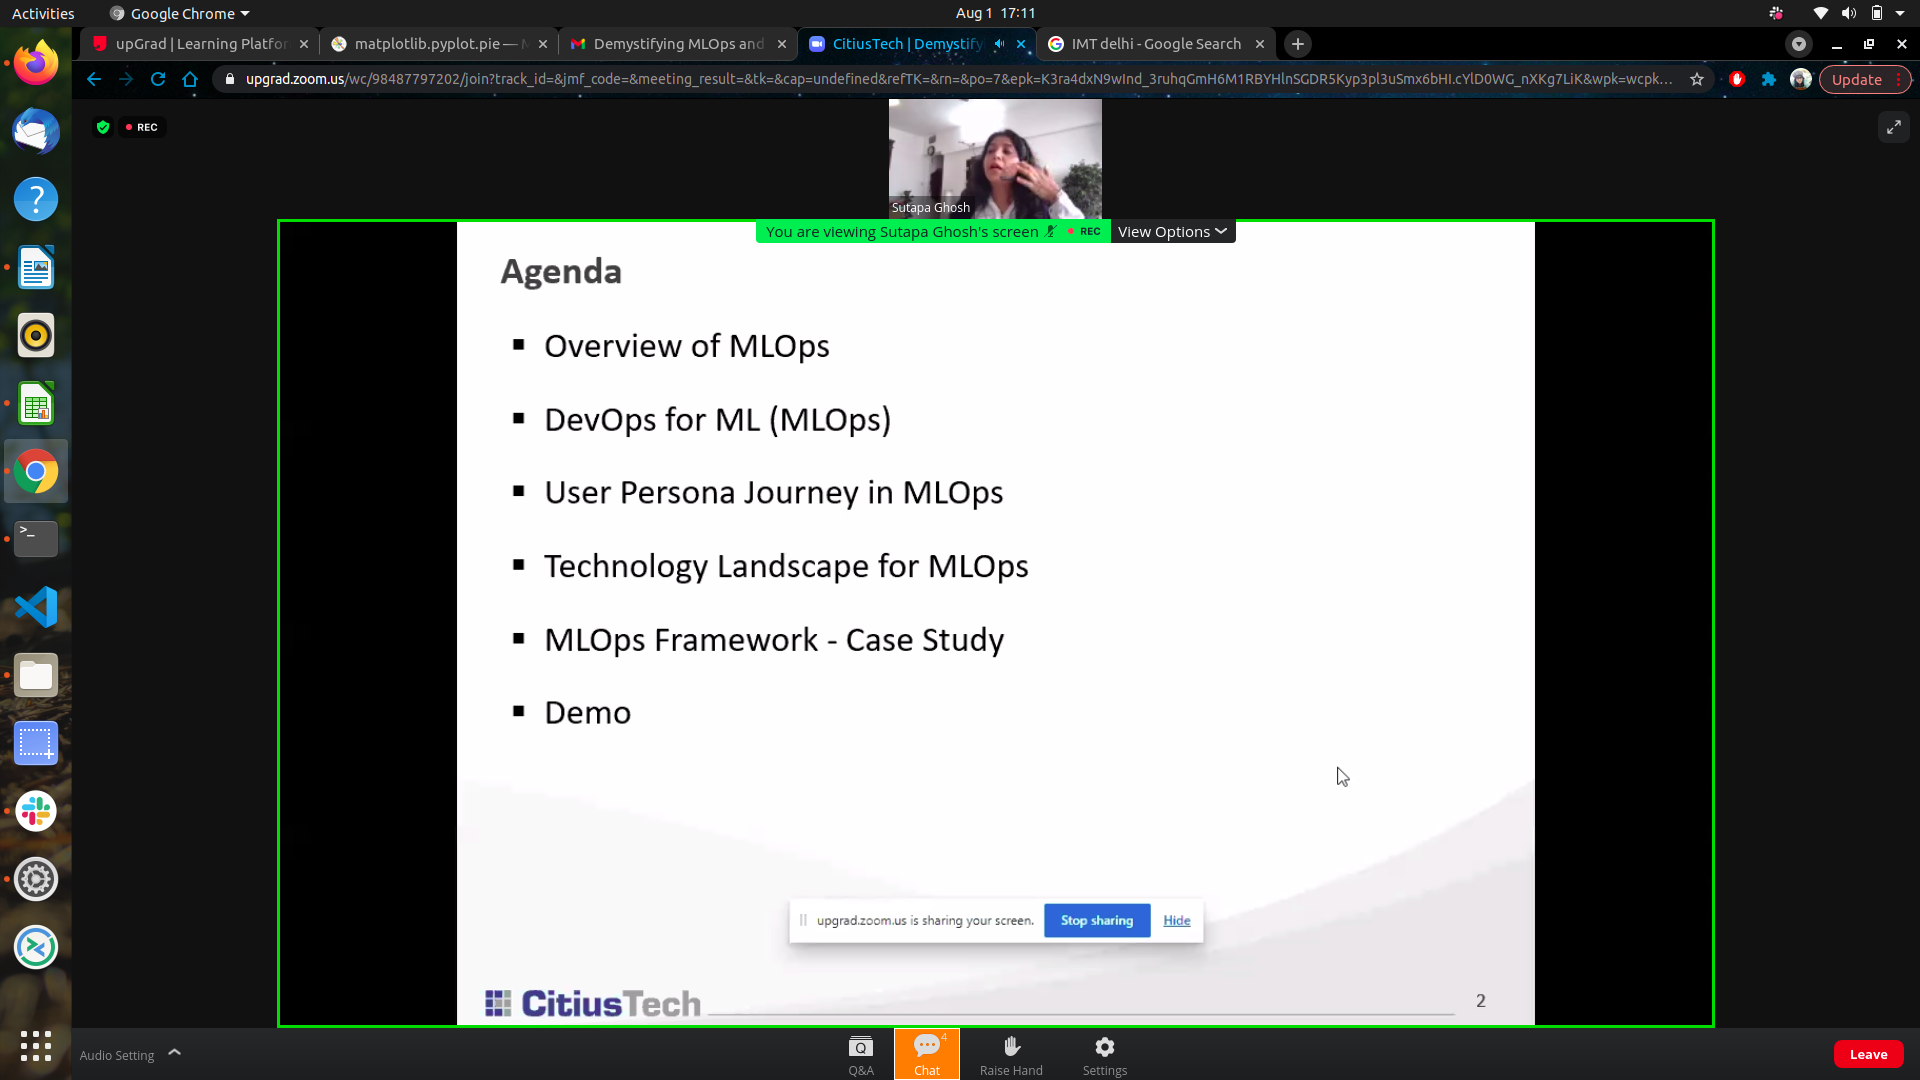 Activities
Google Chrome
Aug 1 17:11
upGrad | Learning Platfor
matplotlib.pyplot.pie —
Demystifying MLOps and
CitiusTech | Demystify
IMT delhi - Google Search
upgrad.zoom.us/wc/98487797202/join?track_id=&jmf_code=&meeting_result=&tk=&cap=undefined&refTK=&rn=&po=7&epk=K3ra4dxN9wInd_3ruhqGmH6M1RBYHlnSGDR5Kyp3pl3uSmx6bHI.cYlD0WG_nXKg7LiK&wpk=wcpk...
Update
REC
Sutapa Ghosh
You are viewing Sutapa Ghosh's screen
REC
View Options
Agenda
Overview of MLOps
DevOps for ML (MLOps)
User Persona Journey in MLOps
Technology Landscape for MLOps
MLOps Framework - Case Study
Demo
upgrad.zoom.us is sharing your screen.
Stop sharing
Hide
CitiusTech
2
Audio Setting
Q&A
4
Chat
Raise Hand
Settings
Leave